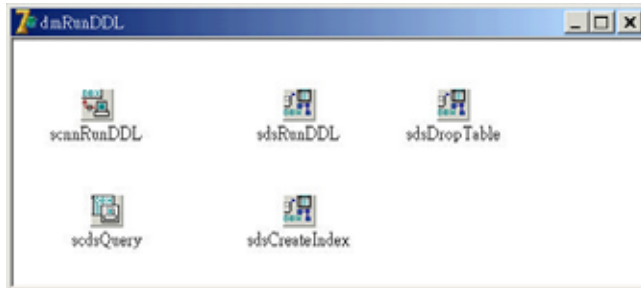 dmRunDDL
scnnRunDDL
sdsRunDDL
sdsDropTable
scdsQuery
sdsCreateIndex